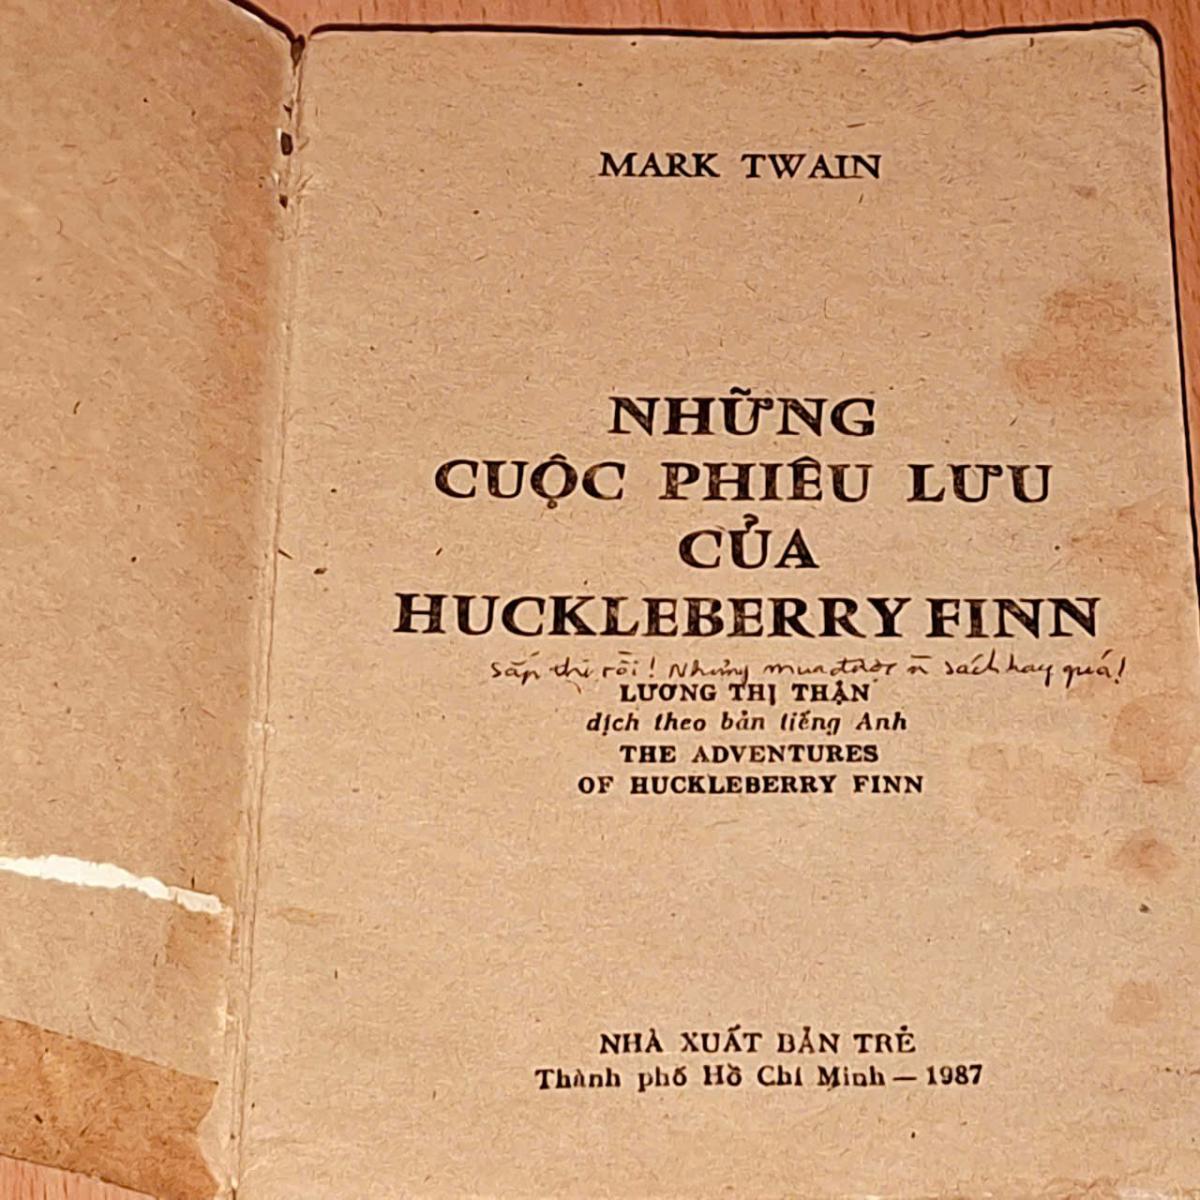 MARK TWAIN
NHỮNG
CUỘC PHIÊU LƯU
CỦA
HUCKLEBERRY FINN
sắp thi rồi! Nhưng mua được sách hay quá!
LƯƠNG THỊ THẬN
dịch theo bản tiếng Anh
THE ADVENTURES
OF HUCKLEBERRY FINN
NHÀ XUẤT BẢN TRẺ
Thành phố Hồ Chí Minh — 1987